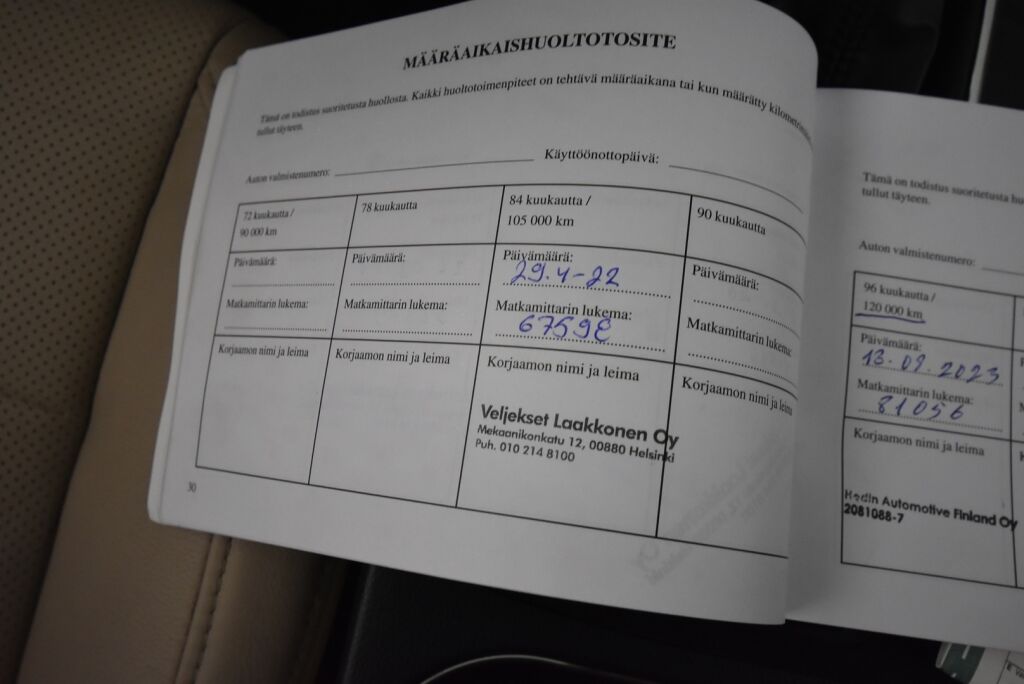 MÄÄRÄAIKAISHUOLTOTOSITE
Tämä on todistus suoritetusta huollosta. Kaikki huoltotoimenpiteet on tehtävä määräaikana tai kun määrätty
tullut täyteen.
Auton valmistenumero: Käyttöönottopäivä:
72 kuukautta /
90 000 km
Päivämäärä:
Matkamittarin lukema:
Korjaamon nimi ja leima
78 kuukautta
Päivämäärä:
Matkamittarin lukema:
Korjaamon nimi ja leima
84 kuukautta /
105 000 km
Päivämäärä:
29.4-22
Matkamittarin lukema:
Korjaamon nimi ja leima
Veljekset Laakkonen Oy
Mekaanikonkatu 12, 00880 Helsinki
Puh. 010 214 8100
90 kuukautta
Päivämäärä:
Matkamittarin lukema:
Korjaamon nimi ja leima
30
Tämä on todistus suoritetusta
tullut täyteen.
Auton valmistenumero:
96 kuukautta /
120 000 km
Päivämäärä:
13.09.2023
Matkamittarin lukema:
81056
Korjaamon nimi ja leima
Hedin Automotive Finland Oy
2081088-7